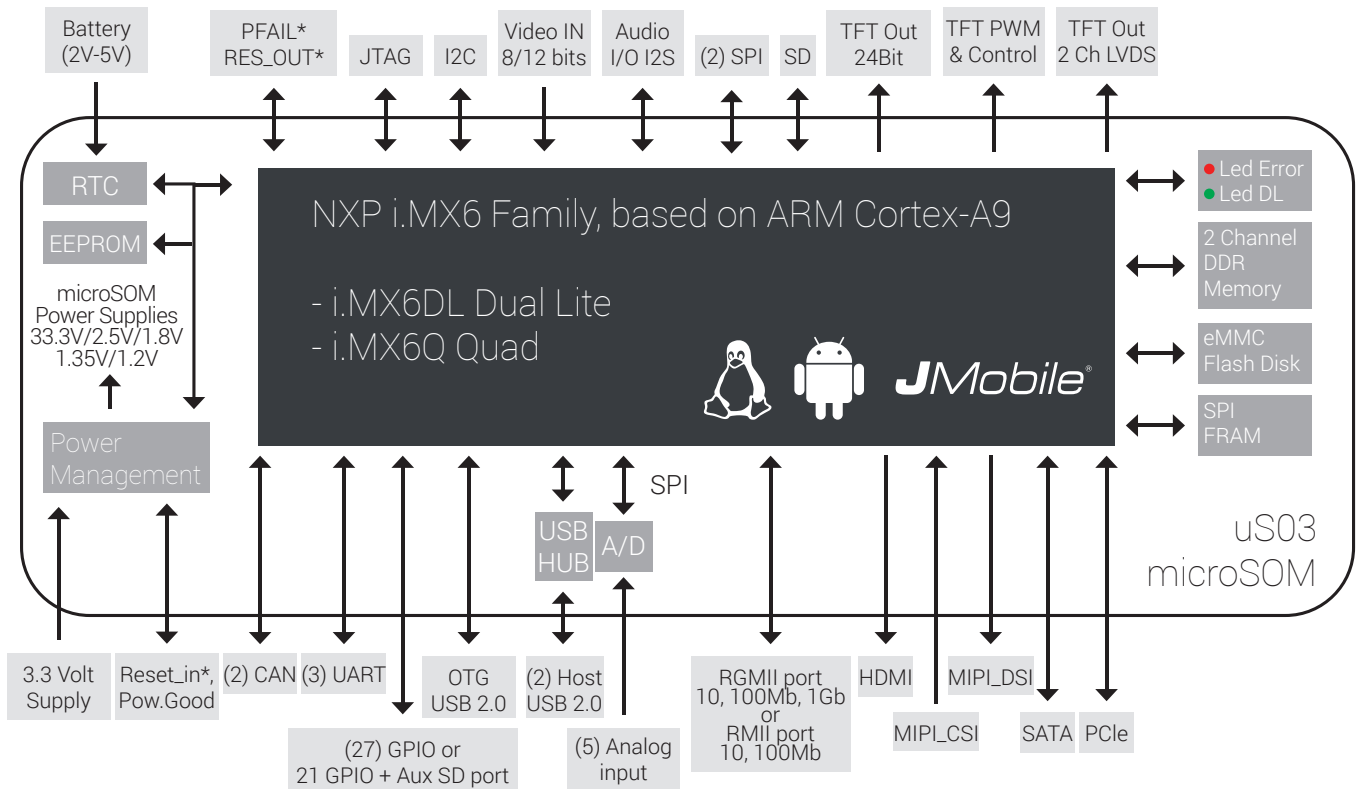 Battery
(2V-5V)
PFAIL*
RES_OUT*
JTAG
I2C
Video IN
8/12 bits
Audio
I/O I2S
(2) SPI
SD
TFT Out
24Bit
TFT PWM
& Control
TFT Out
2 Ch LVDS
RTC
EEPROM
microSOM
Power Supplies
33.3V/2.5V/1.8V
1.35V/1.2V
Power
Management
NXP i.MX6 Family, based on ARM Cortex-A9
- i.MX6DL Dual Lite
- i.MX6Q Quad
JMobile®
Led Error
Led DL
2 Channel
DDR
Memory
eMMC
Flash Disk
SPI
FRAM
SPI
USB
HUB
A/D
uS03
microSOM
3.3 Volt
Supply
Reset_in*,
Pow.Good
(2) CAN
(3) UART
OTG
USB 2.0
(2) Host
USB 2.0
RGMII port
10, 100Mb, 1Gb
or
RMII port
10, 100Mb
HDMI
MIPI_DSI
MIPI_CSI
SATA
PCIe
(27) GPIO or
21 GPIO + Aux SD port
(5) Analog
input